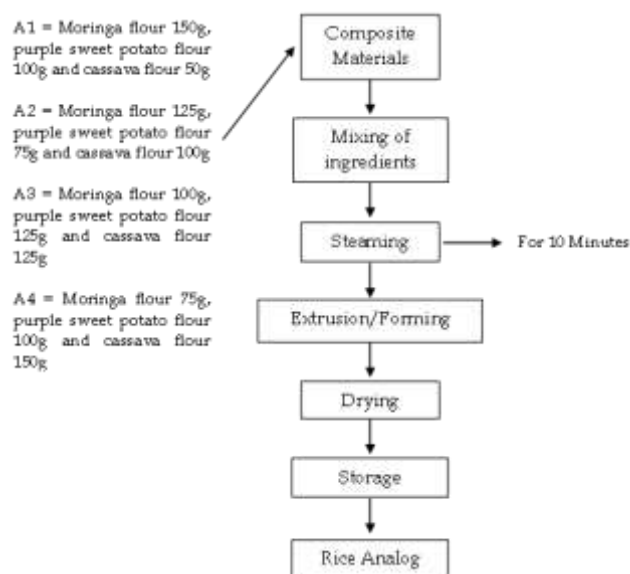 A1 = Moringa flour 150g,
purple sweet potato flour
100g and cassava flour 50g
A2 = Moringa flour 125g,
purple sweet potato flour
75g and cassava flour 100g
A3 = Moringa flour 100g,
purple sweet potato flour
125g and cassava flour
125g
A4 = Moringa flour 75g,
purple sweet potato flour
100g and cassava flour
150g
Composite
Materials
Mixing of
ingredients
Steaming
For 10 Minutes
Extrusion/Forming
Drying
Storage
Rice Analog